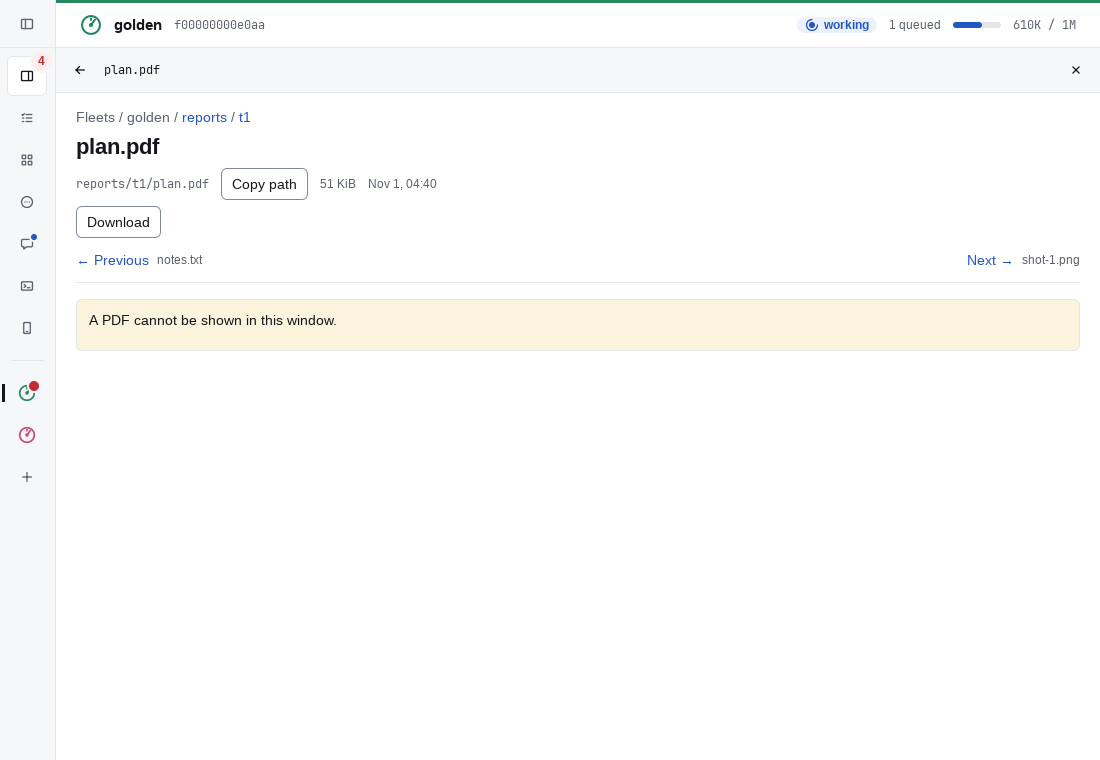 golden f00000000e0aa working 1 queued 610K / 1M
4
plan.pdf
Fleets / golden / reports / t1
plan.pdf
reports/t1/plan.pdf Copy path 51 KiB Nov 1, 04:40
Download
← Previous notes.txt Next → shot-1.png
A PDF cannot be shown in this window.